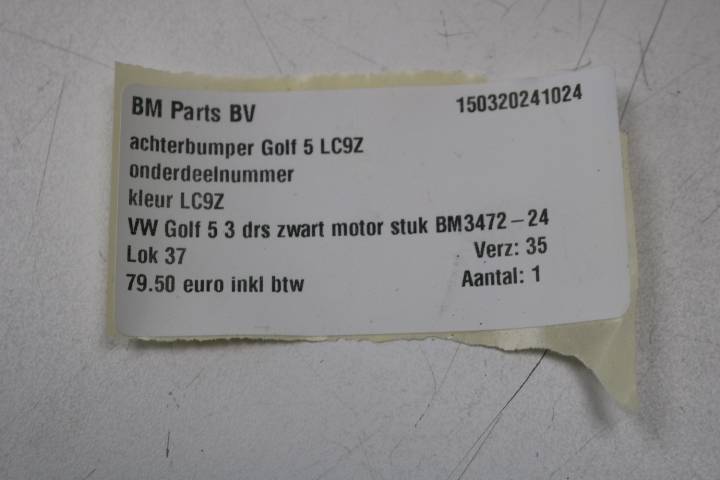 BM Parts BV 150320241024
achterbumper Golf 5 LC9Z
onderdeelnummer
kleur LC9Z
VW Golf 5 3 drs zwart motor stuk BM3472-24
Lok 37 Verz: 35
79.50 euro inkl btw Aantal: 1